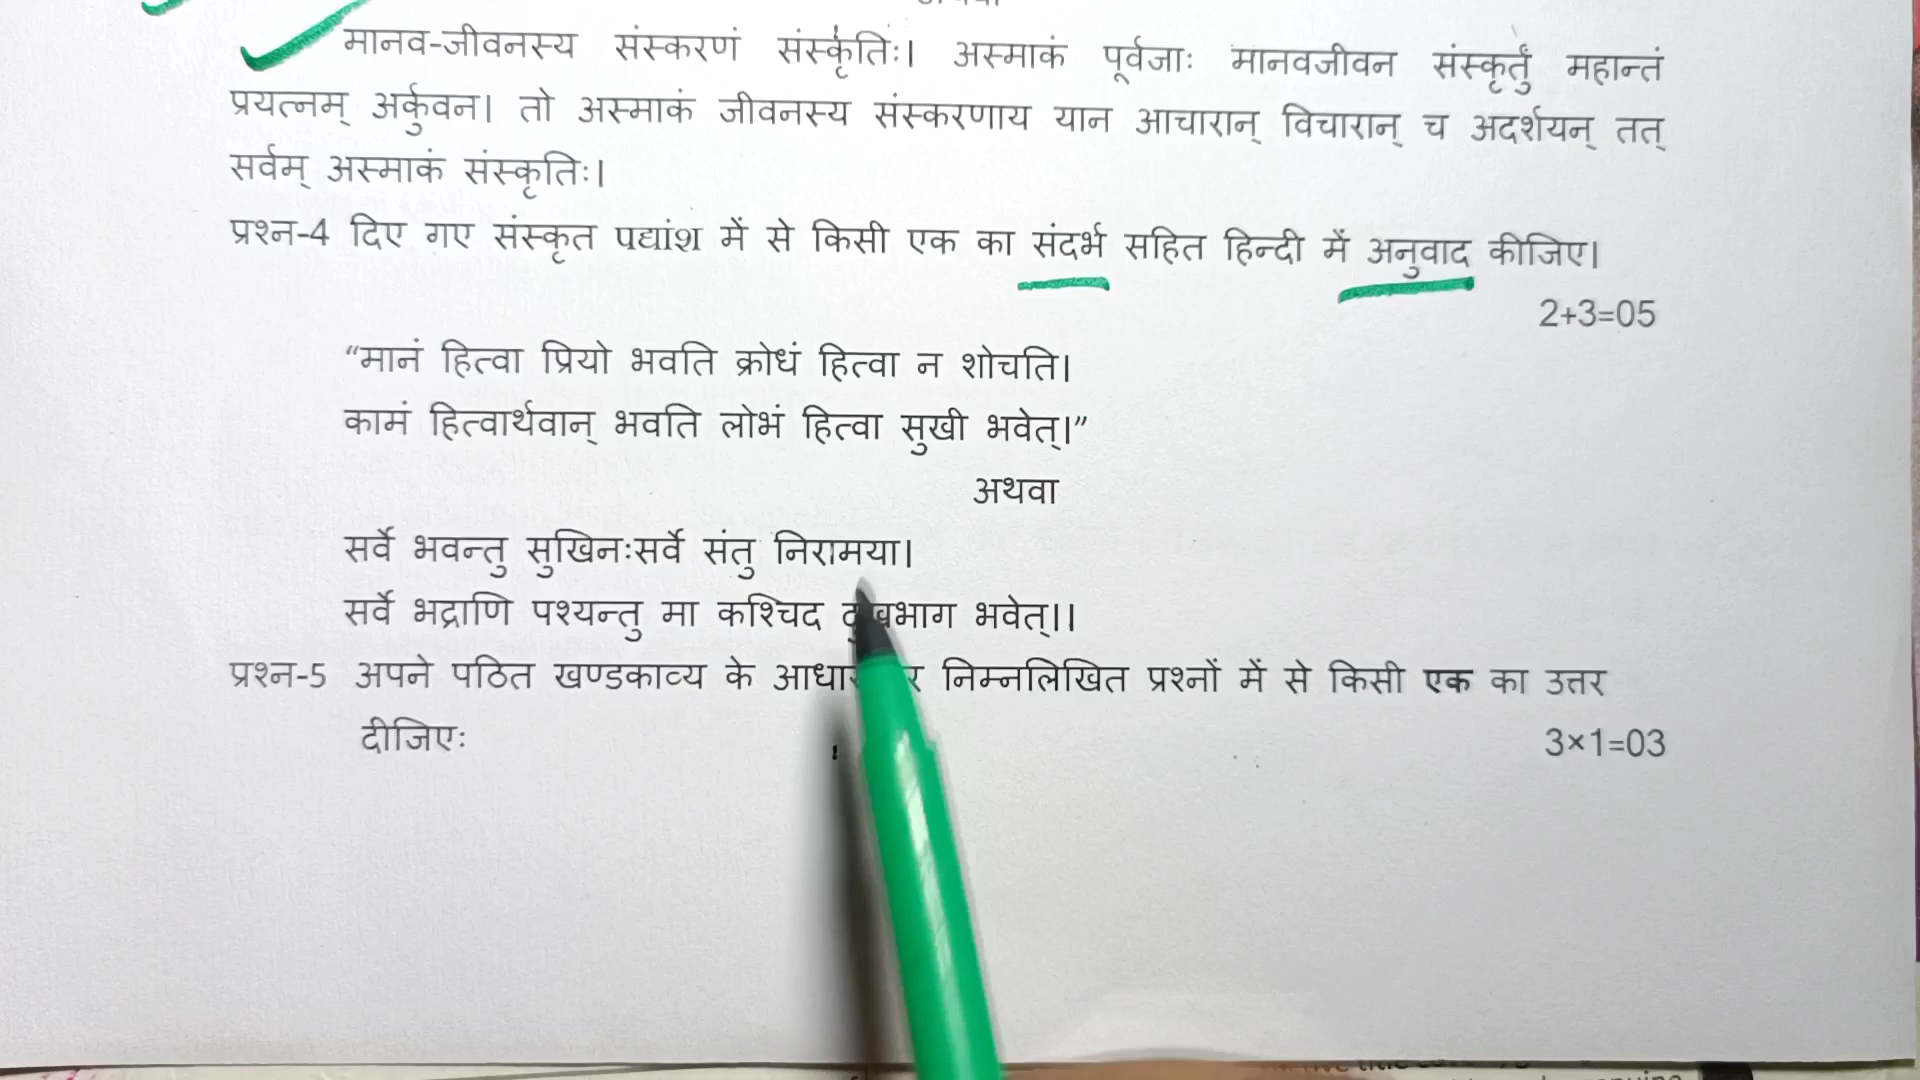 मानव-जीवनस्य संस्करणं संस्कृतिः। अस्माकं पूर्वजाः मानवजीवन संस्कृर्तुं महान्तं
प्रयत्नम् अर्कुवन। तो अस्माकं जीवनस्य संस्करणाय यान आचारान् विचारान् च अदर्शयन् तत्
सर्वम् अस्माकं संस्कृतिः।
प्रश्न-4 दिए गए संस्कृत पद्यांश में से किसी एक का संदर्भ सहित हिन्दी में अनुवाद कीजिए।
2+3=05
“मानं हित्वा प्रियो भवति क्रोधं हित्वा न शोचति।
कामं हित्वार्थवान् भवति लोभं हित्वा सुखी भवेत्।”
अथवा
सर्वे भवन्तु सुखिनःसर्वे संतु निरामया।
सर्वे भद्राणि पश्यन्तु मा कश्चिद भवेत्।।
प्रश्न-5 अपने पठित खण्डकाव्य के निम्नलिखित प्रश्नों में से किसी एक का उत्तर
दीजिएः
3×1=03